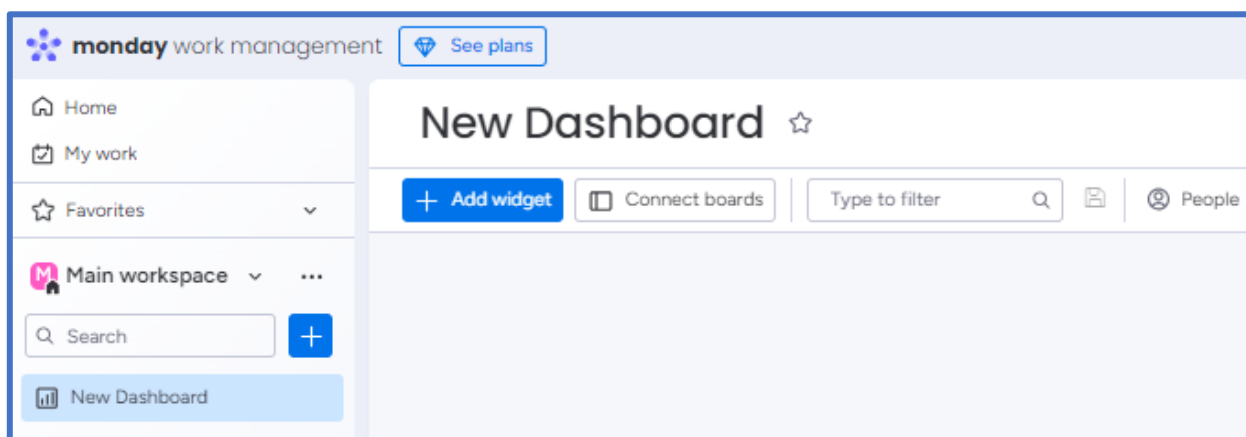 monday work management
See plans
Home
My work
Favorites
M Main workspace
Search
New Dashboard
New Dashboard
Add widget
Connect boards
Type to filter
People